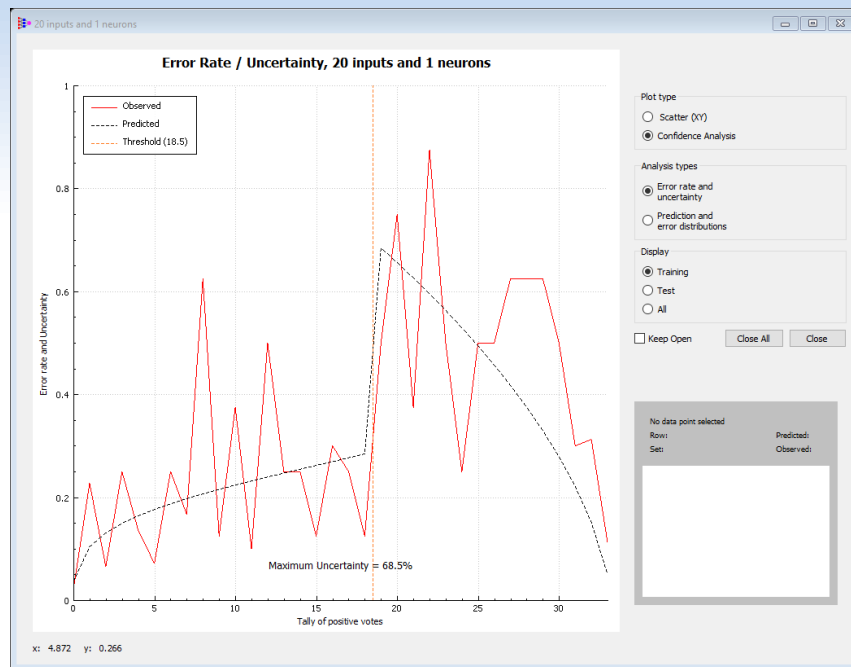 20 inputs and 1 neurons
Error Rate / Uncertainty, 20 inputs and 1 neurons
1
0.8
0.6
0.4
0.2
0
Error rate and Uncertainty
Observed
Predicted
Threshold (18.5)
Maximum Uncertainty = 68.5%
0 5 10 15 20 25 30
Tally of positive votes
x: 4.872 y: 0.266
Plot type
Scatter (XY)
Confidence Analysis
Analysis types
Error rate and
uncertainty
Prediction and
error distributions
Display
Training
Test
All
Keep Open Close All Close
No data point selected
Row: Predicted:
Set: Observed: